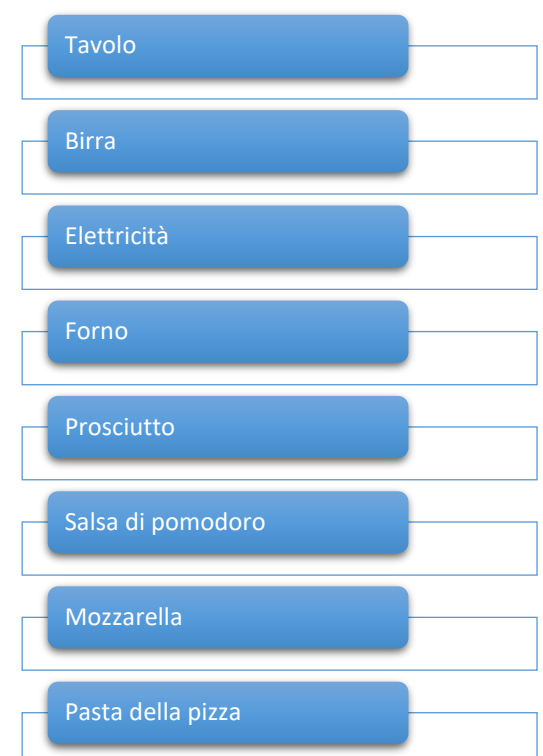 Tavolo
Birra
Elettricità
Forno
Prosciutto
Salsa di pomodoro
Mozzarella
Pasta della pizza